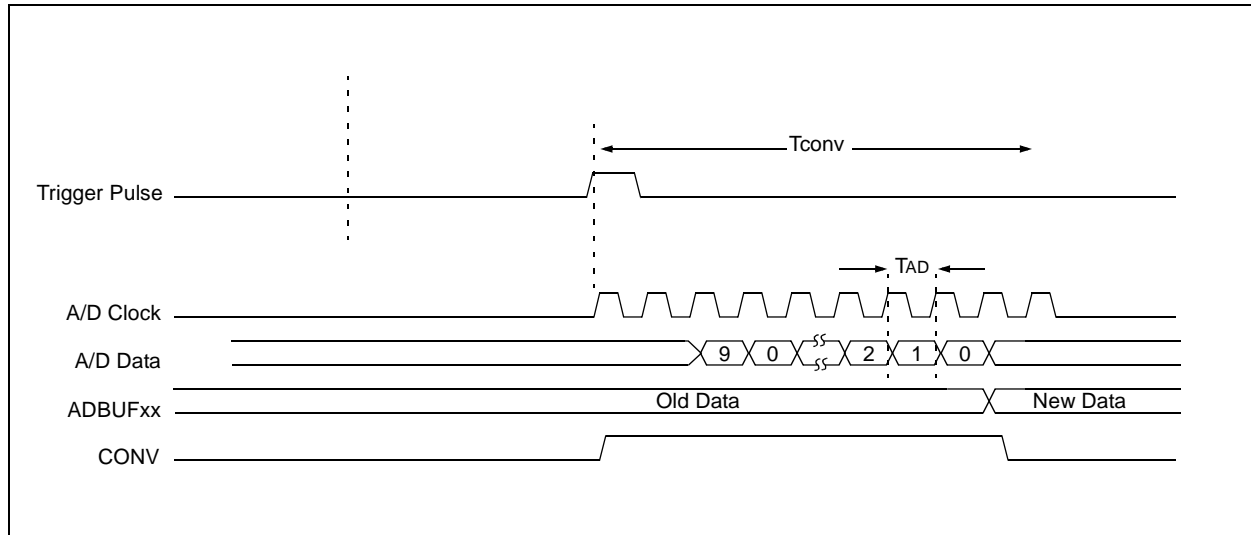 Tconv
Trigger Pulse
TAD
A/D Clock
A/D Data
9 0 2 1 0
ADBUFxx
Old Data New Data
CONV